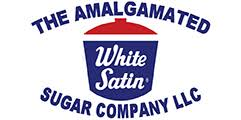 THE AMALGAMATED
White
Satin®
SUGAR COMPANY LLC